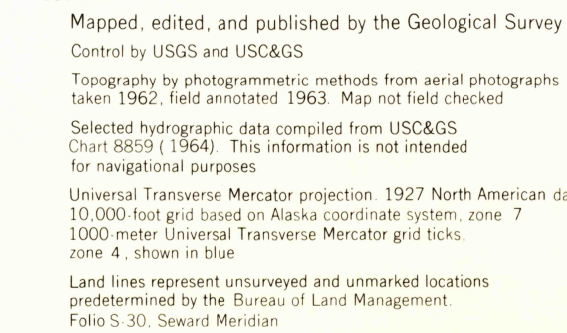 Mapped, edited, and published by the Geological Survey
Control by USGS and USC&GS
Topography by photogrammetric methods from aerial photographs
taken 1962, field annotated 1963. Map not field checked
Selected hydrographic data compiled from USC&GS
Chart 8859 ( 1964). This information is not intended
for navigational purposes
Universal Transverse Mercator projection. 1927 North American da
10,000-foot grid based on Alaska coordinate system, zone 7
1000-meter Universal Transverse Mercator grid ticks,
zone 4, shown in blue
Land lines represent unsurveyed and unmarked locations
predetermined by the Bureau of Land Management.
Folio S-30, Seward Meridian